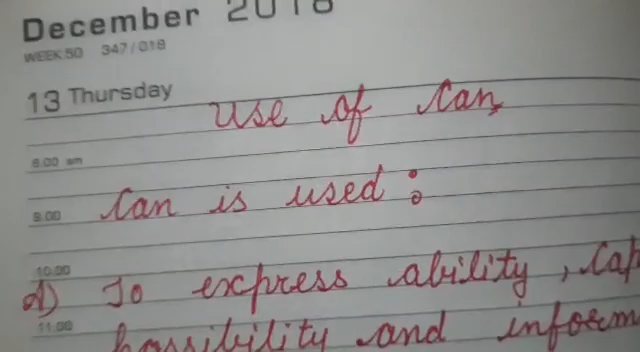 December 2018
WEEK:50 347/018
13 Thursday
use of can
8.00 am
can is used :
9.00
10.00
a) To express ability,
11.00
possibility and